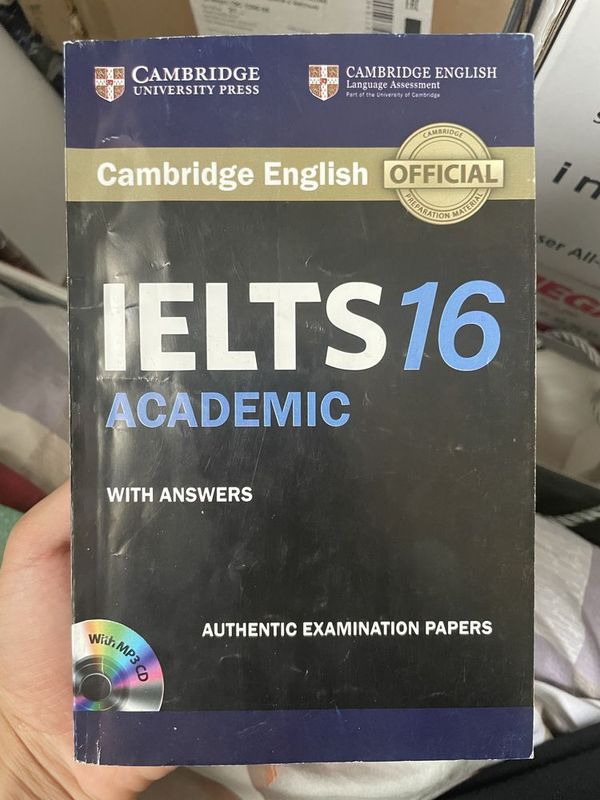 CAMBRIDGE
UNIVERSITY PRESS
CAMBRIDGE ENGLISH
Language Assessment
Part of the University of Cambridge
Cambridge English
CAMBRIDGE
OFFICIAL
PREPARATION MATERIAL
IELTS 16
ACADEMIC
WITH ANSWERS
AUTHENTIC EXAMINATION PAPERS
With MP3 CD